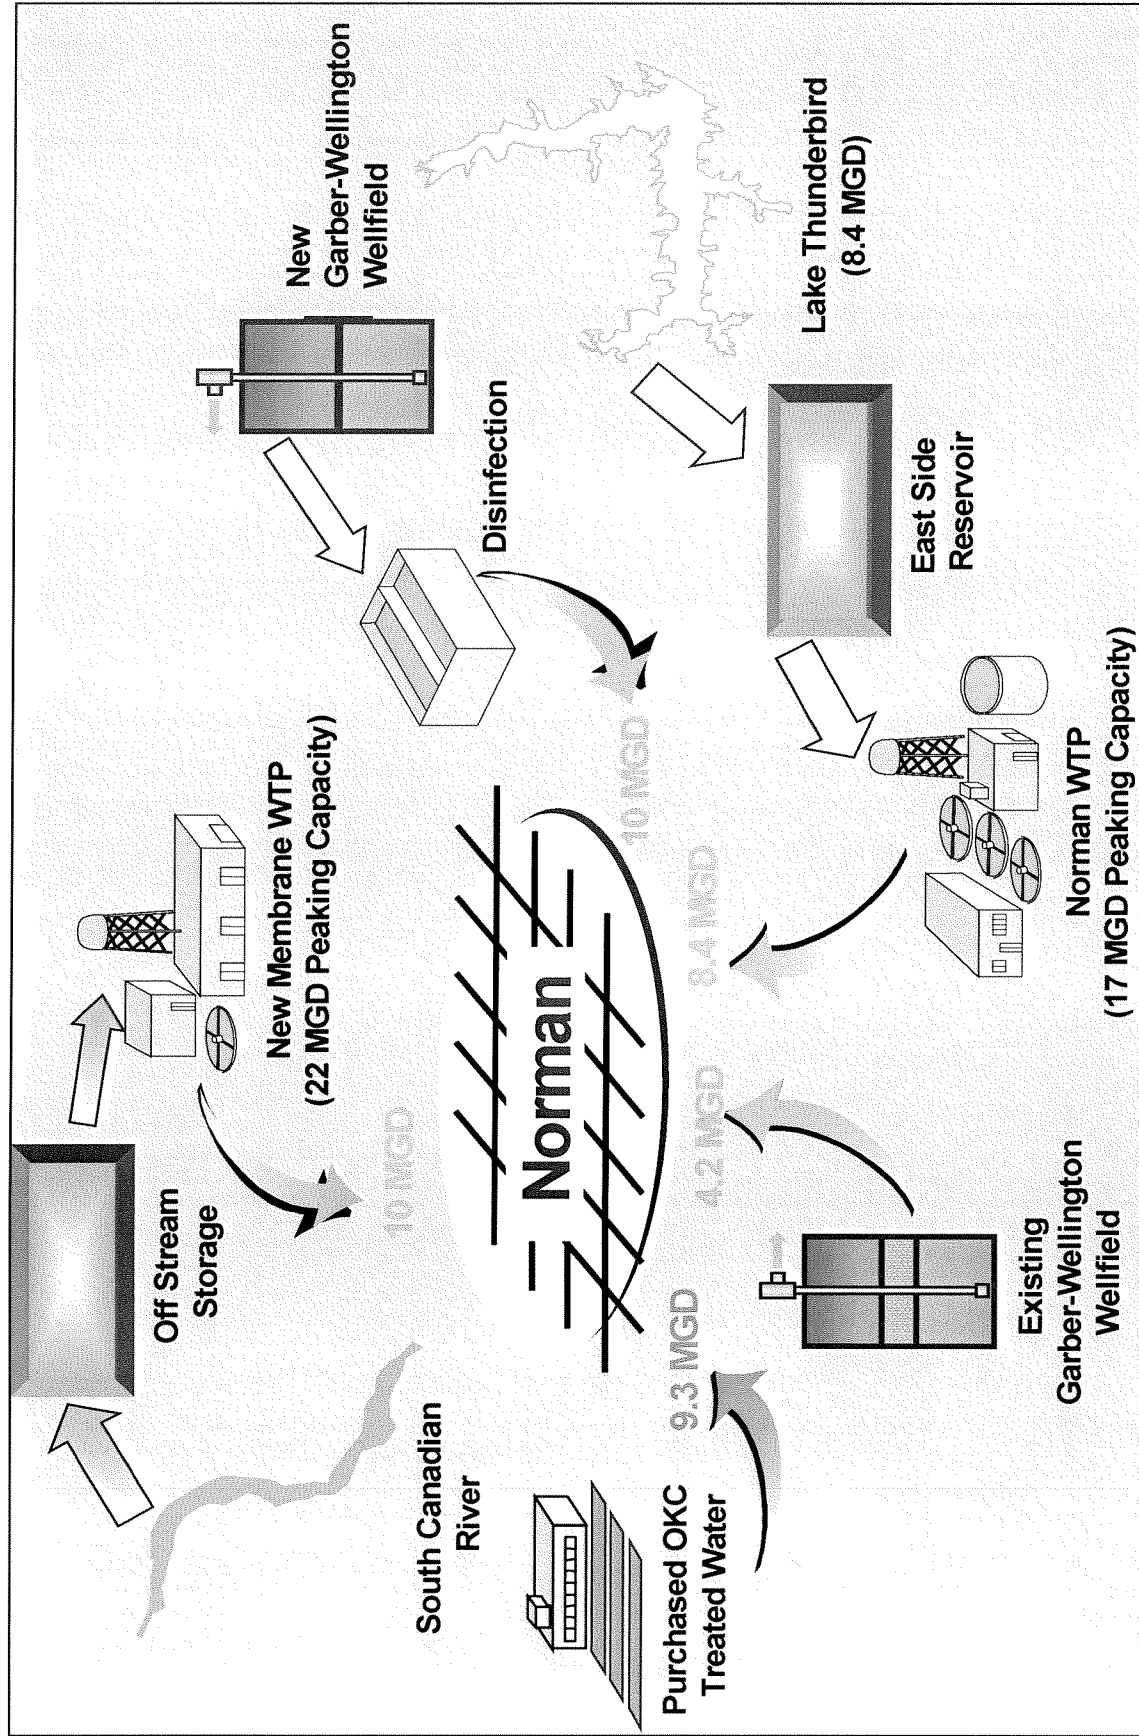 Off Stream
Storage
New Membrane WTP
(22 MGD Peaking Capacity)
New
Garber-Wellington
Wellfield
South Canadian
River
10 MGD
Disinfection
Purchased OKC
Treated Water
9.3 MGD
Norman
10 MGD
4.2 MGD
8.4 MGD
Lake Thunderbird
(8.4 MGD)
East Side
Reservoir
Existing
Garber-Wellington
Wellfield
Norman WTP
(17 MGD Peaking Capacity)